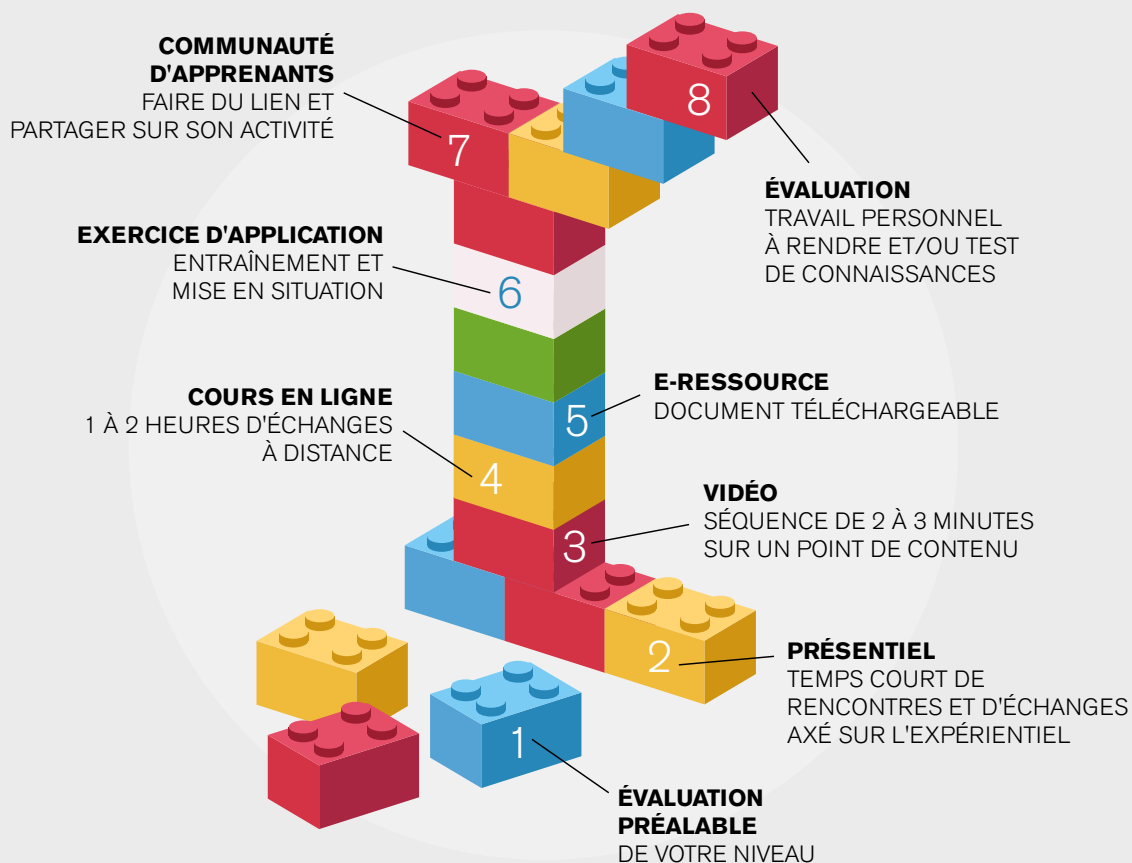 COMMUNAUTÉ
D'APPRENANTS
FAIRE DU LIEN ET
PARTAGER SUR SON ACTIVITÉ
7
8
ÉVALUATION
TRAVAIL PERSONNEL
À RENDRE ET/OU TEST
DE CONNAISSANCES
EXERCICE D'APPLICATION
ENTRAÎNEMENT ET
MISE EN SITUATION
6
E-RESSOURCE
DOCUMENT TÉLÉCHARGEABLE
5
COURS EN LIGNE
1 À 2 HEURES D'ÉCHANGES
À DISTANCE
4
VIDÉO
SÉQUENCE DE 2 À 3 MINUTES
SUR UN POINT DE CONTENU
3
2
PRÉSENTIEL
TEMPS COURT DE
RENCONTRES ET D'ÉCHANGES
AXÉ SUR L'EXPÉRIENTIEL
1
ÉVALUATION
PRÉALABLE
DE VOTRE NIVEAU